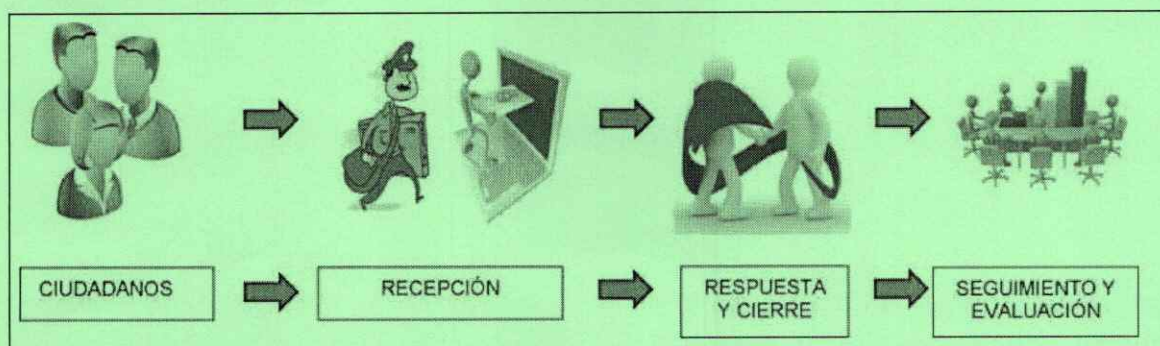 CIUDADANOS
RECEPCIÓN
RESPUESTA
Y CIERRE
SEGUIMIENTO Y
EVALUACIÓN